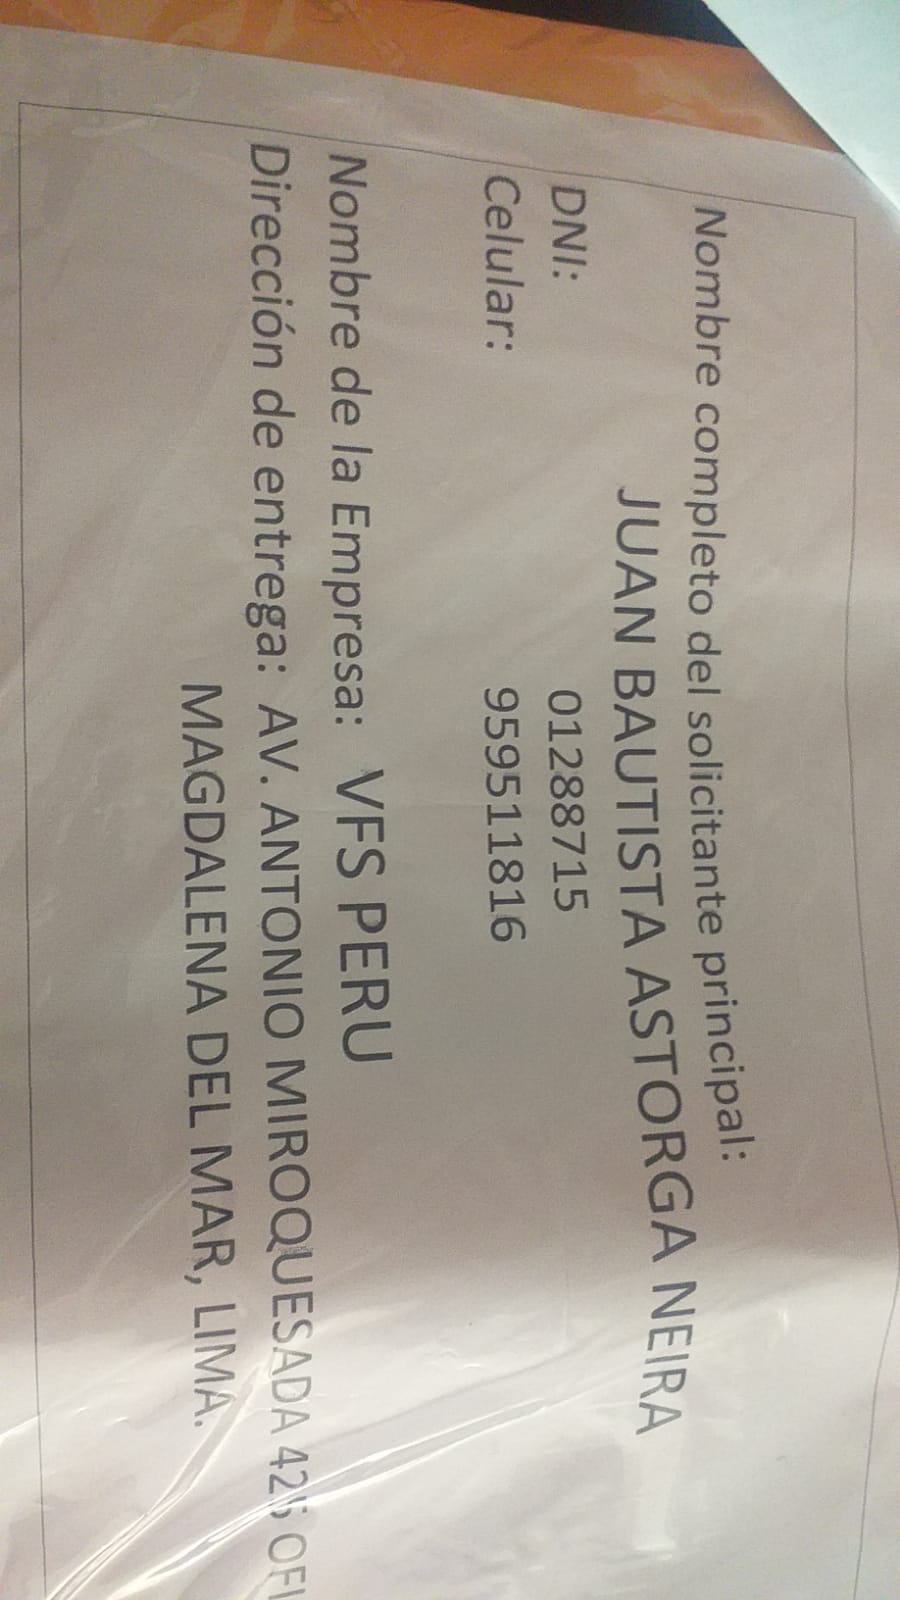 Nombre completo del solicitante principal:
JUAN BAUTISTA ASTORGA NEIRA
DNI: 01288715
Celular: 959511816
Nombre de la Empresa: VFS PERU
Dirección de entrega: AV. ANTONIO MIROQUESADA 425 OFI
MAGDALENA DEL MAR, LIMA.